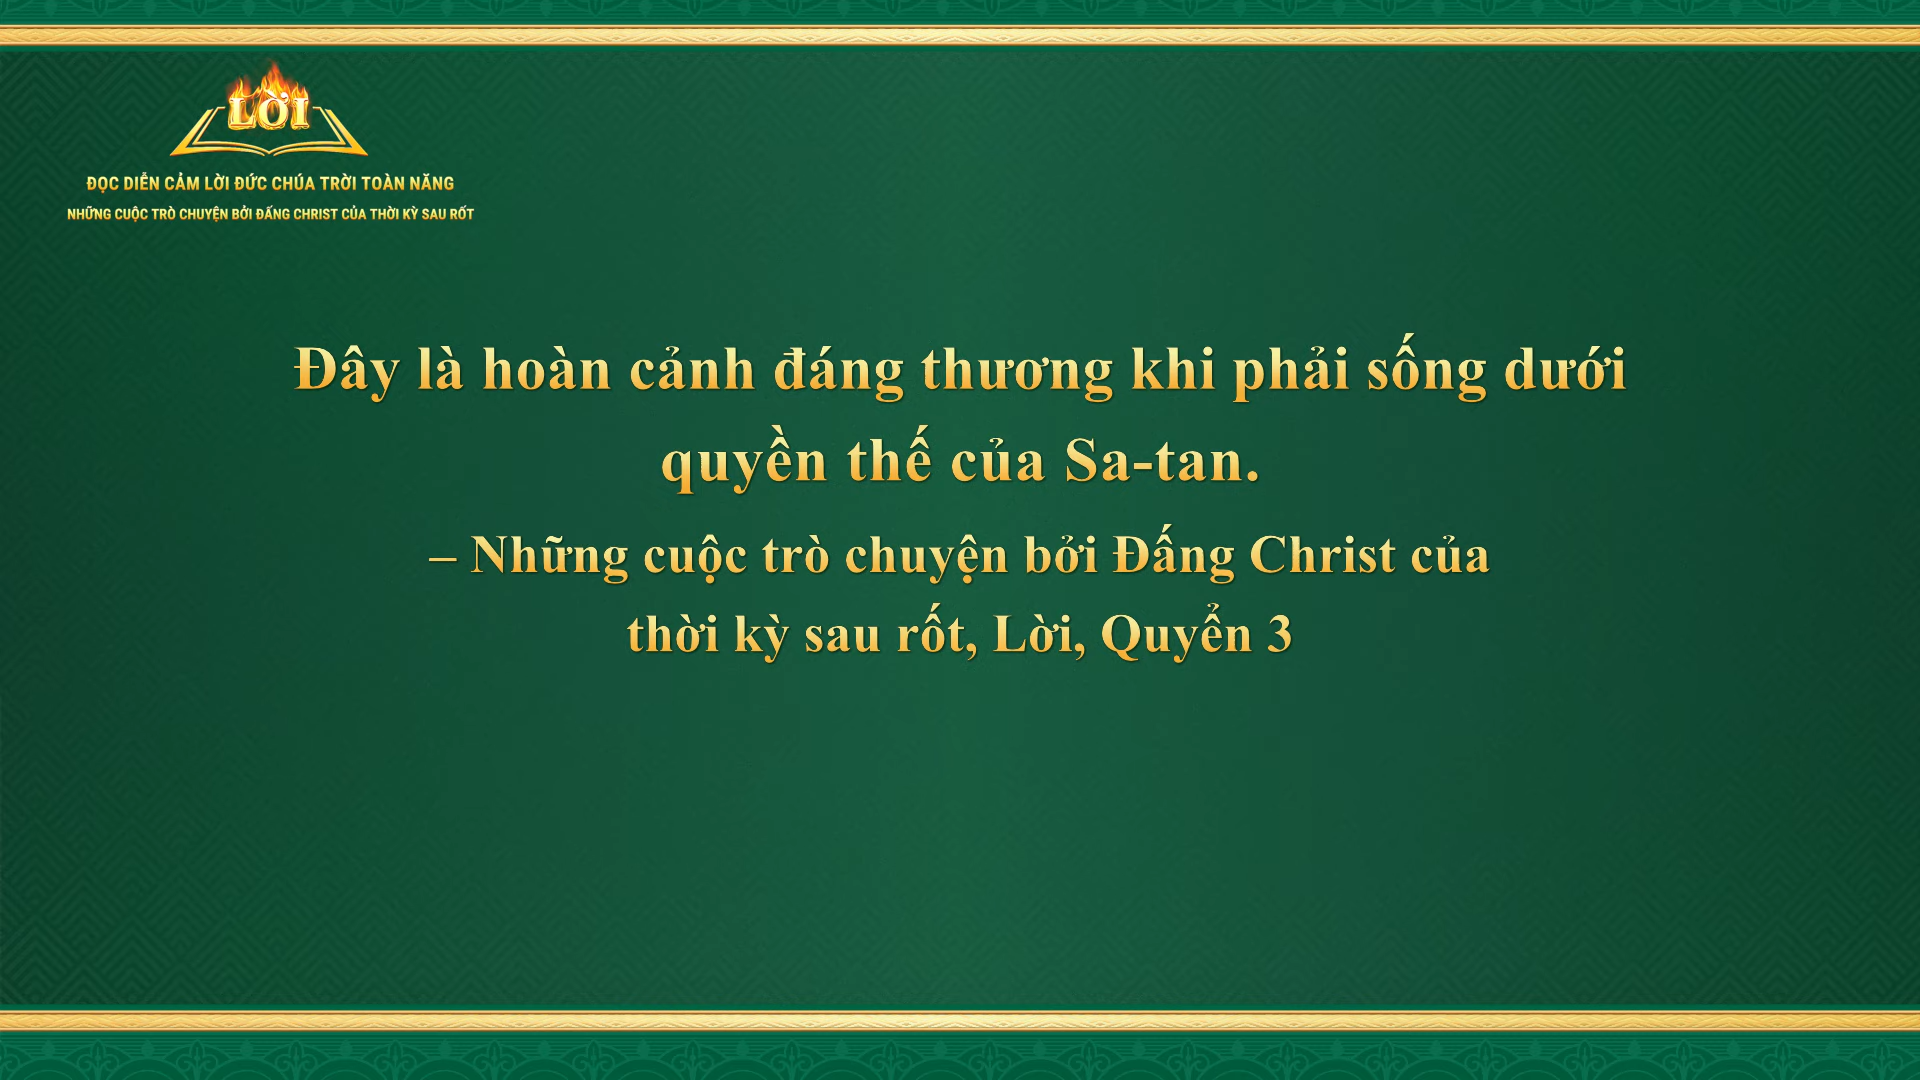 LỜI
ĐỌC DIỄN CẢM LỜI ĐỨC CHÚA TRỜI TOÀN NĂNG
NHỮNG CUỘC TRÒ CHUYỆN BỞI ĐẤNG CHRIST CỦA THỜI KỲ SAU RỐT
Đây là hoàn cảnh đáng thương khi phải sống dưới
quyền thế của Sa-tan.
– Những cuộc trò chuyện bởi Đấng Christ của
thời kỳ sau rốt, Lời, Quyển 3